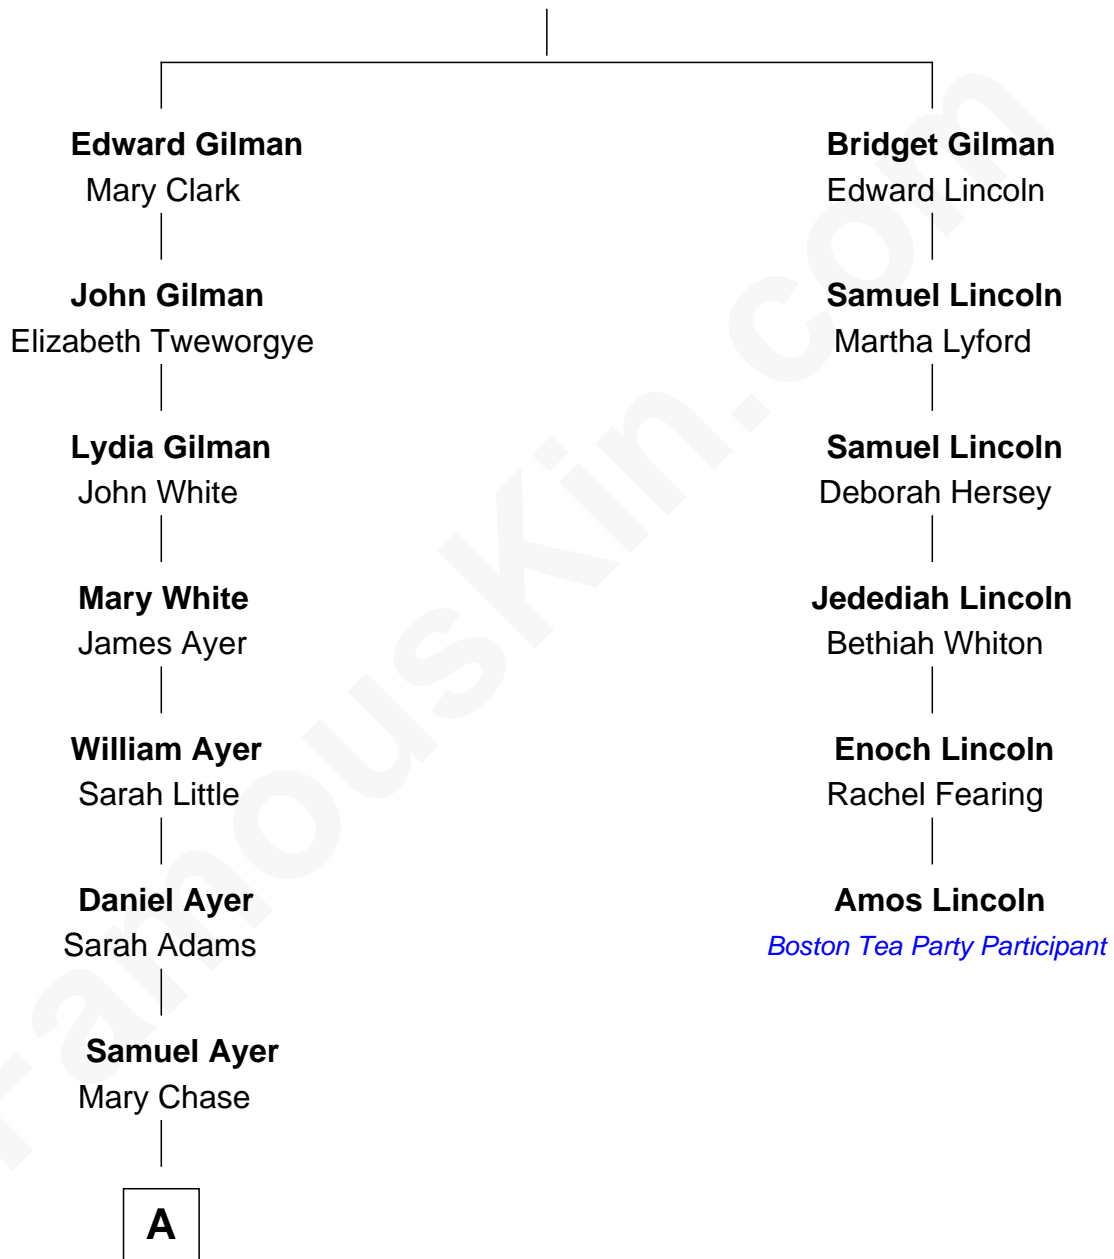 Edward Gilman
Mary Clark
John Gilman
Elizabeth Tweworgye
Lydia Gilman
John White
Mary White
James Ayer
William Ayer
Sarah Little
Daniel Ayer
Sarah Adams
Samuel Ayer
Mary Chase
A
Bridget Gilman
Edward Lincoln
Samuel Lincoln
Martha Lyford
Samuel Lincoln
Deborah Hersey
Jedediah Lincoln
Bethiah Whiton
Enoch Lincoln
Rachel Fearing
Amos Lincoln
Boston Tea Party Participant
FamousKin.com